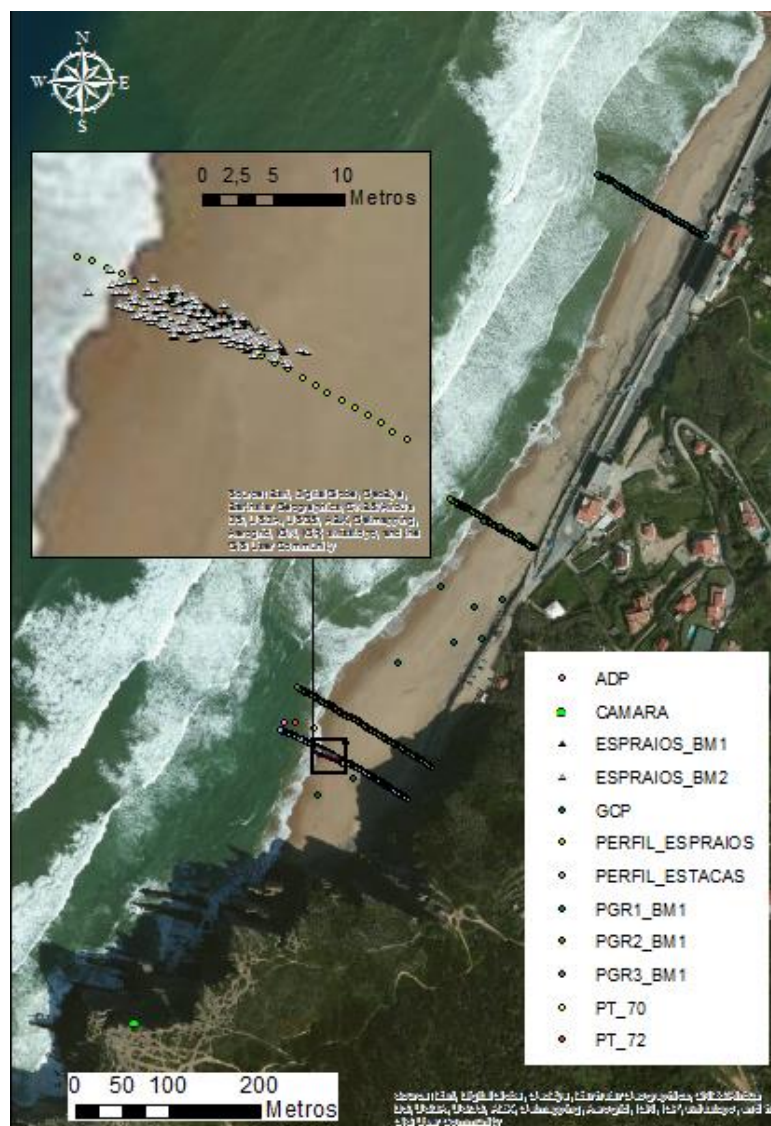 N
W E
S
0 2,5 5 10
Metros
ADP
CAMARA
ESPRAIOS_BM1
ESPRAIOS_BM2
GCP
PERFIL_ESPRAIOS
PERFIL_ESTACAS
PGR1_BM1
PGR2_BM1
PGR3_BM1
PT_70
PT_72
0 50 100 200
Metros